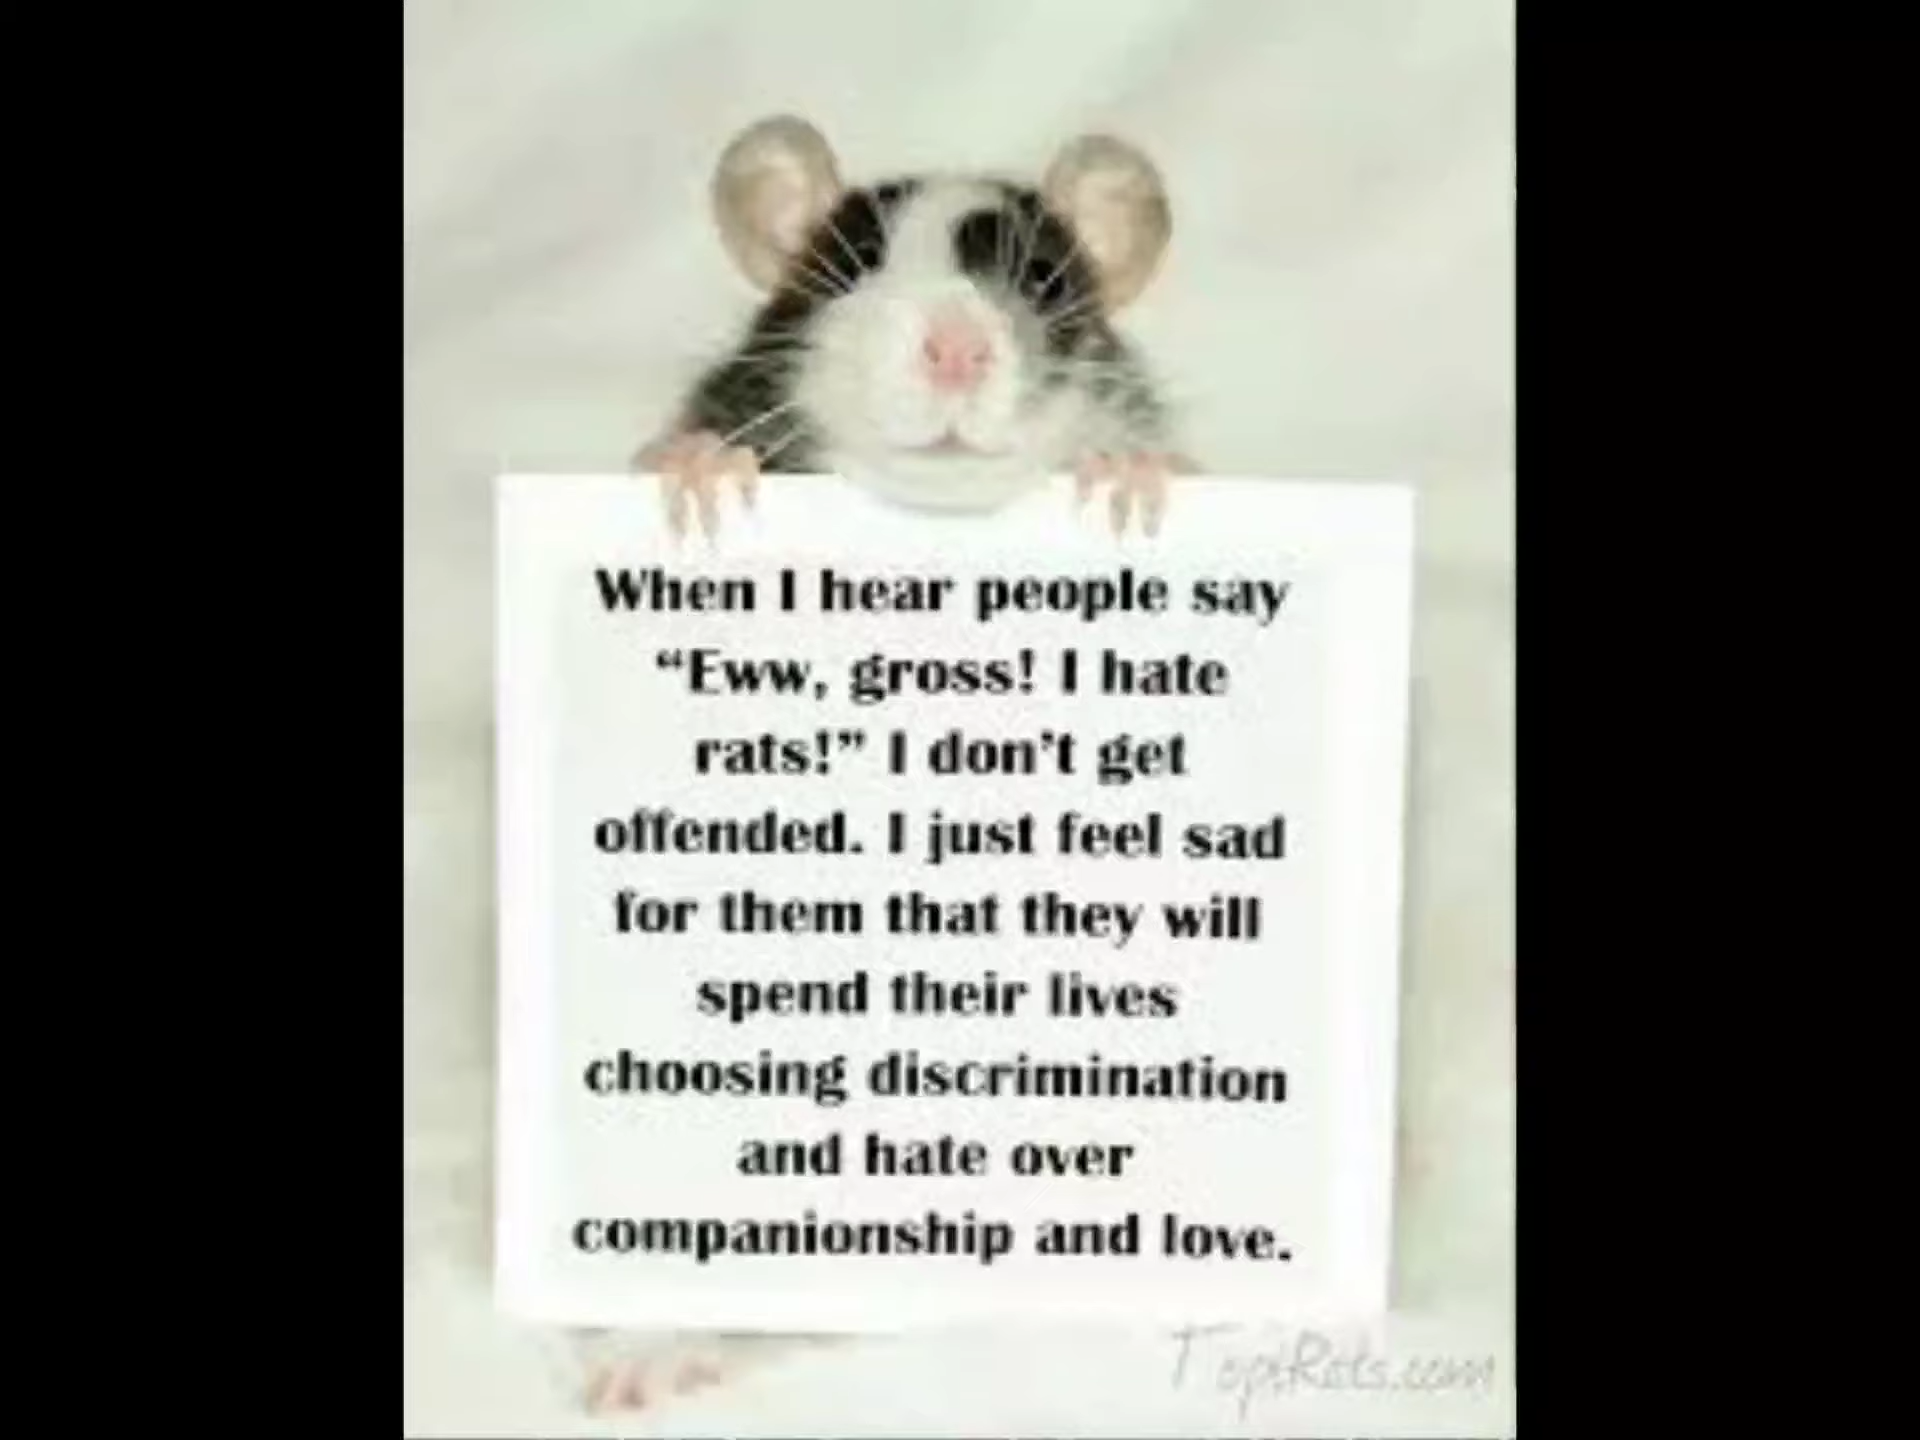 When I hear people say
“Eww, gross! I hate
rats!” I don’t get
offended. I just feel sad
for them that they will
spend their lives
choosing discrimination
and hate over
companionship and love.